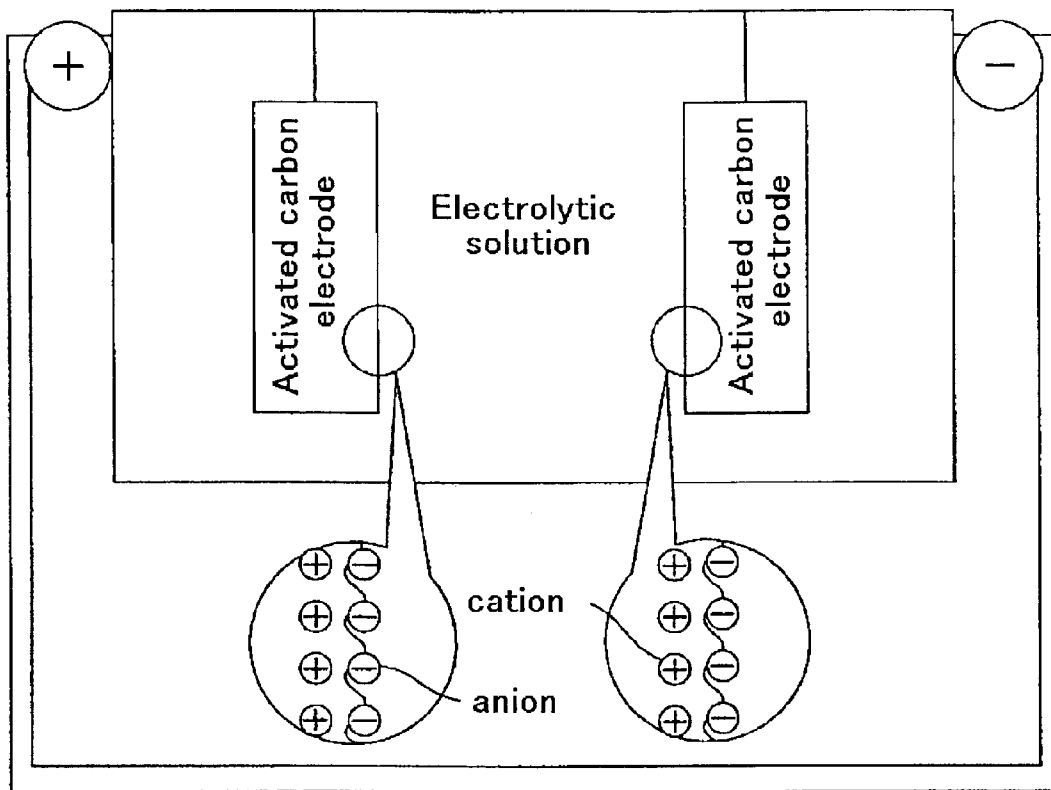 +
−
Activated carbon
electrode
Electrolytic
solution
Activated carbon
electrode
+ −
+ −
+ −
+ −
cation
anion
+ −
+ −
+ −
+ −